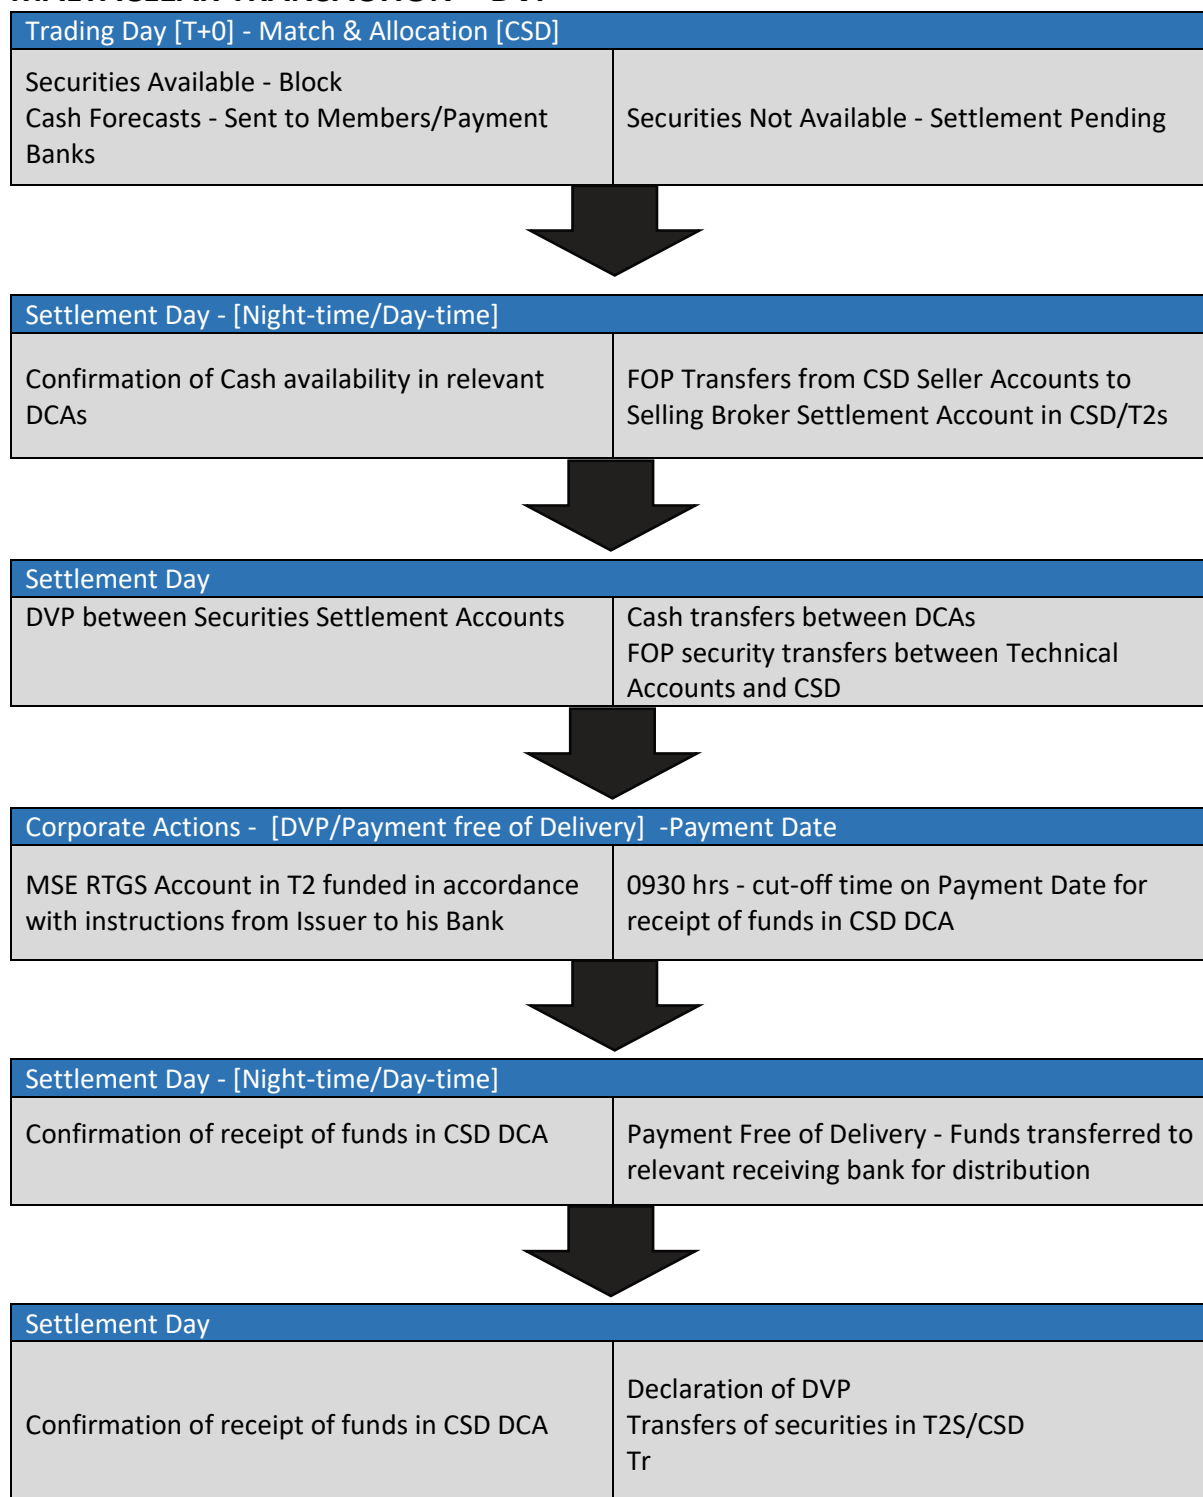 MALTACLEAR TRANSACTION – DVP
Trading Day [T+0] - Match & Allocation [CSD]
Securities Available - Block
Cash Forecasts - Sent to Members/Payment
Banks
Securities Not Available - Settlement Pending
Settlement Day - [Night-time/Day-time]
Confirmation of Cash availability in relevant
DCAs
FOP Transfers from CSD Seller Accounts to
Selling Broker Settlement Account in CSD/T2s
Settlement Day
DVP between Securities Settlement Accounts
Cash transfers between DCAs
FOP security transfers between Technical
Accounts and CSD
Corporate Actions -  [DVP/Payment free of Delivery]  -Payment Date
MSE RTGS Account in T2 funded in accordance
with instructions from Issuer to his Bank
0930 hrs - cut-off time on Payment Date for
receipt of funds in CSD DCA
Settlement Day - [Night-time/Day-time]
Confirmation of receipt of funds in CSD DCA
Payment Free of Delivery - Funds transferred to
relevant receiving bank for distribution
Settlement Day
Confirmation of receipt of funds in CSD DCA
Declaration of DVP
Transfers of securities in T2S/CSD
Tr